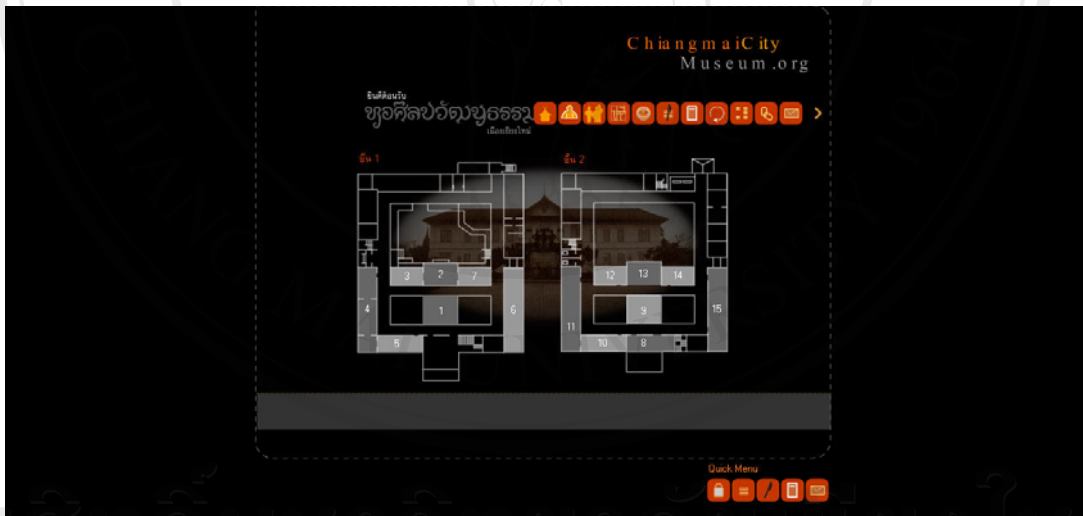 ChiangmaiCity
Museum.org
ยินดีต้อนรับ
หอศิลปวัฒนธรรม
เมืองเชียงใหม่
ชั้น 1
ชั้น 2
3 2 7
12 13 14
4 1 6
11 9 15
5
10 8
Quick Menu